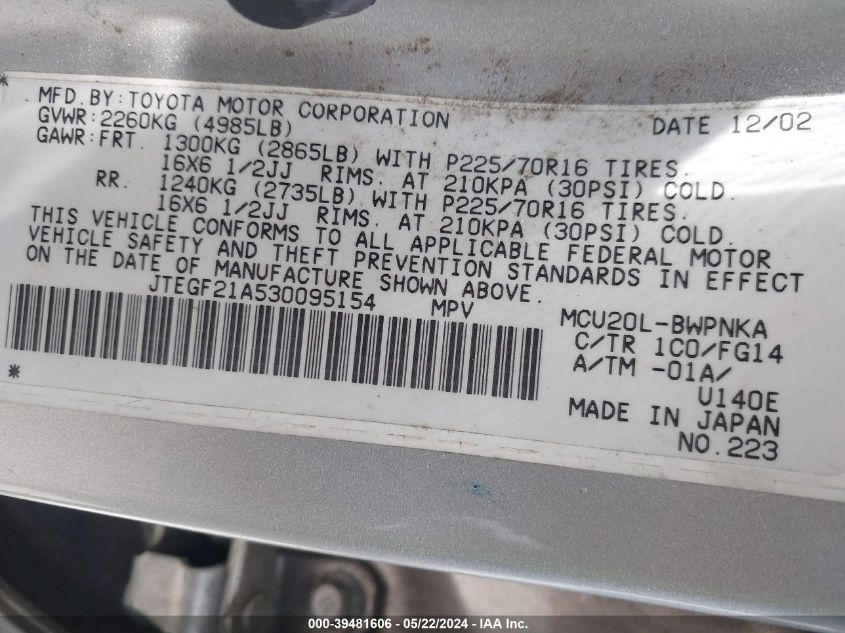 MFD.BY:TOYOTA MOTOR CORPORATION DATE 12/02
GVWR:2260KG (4985LB)
GAWR:FRT. 1300KG (2865LB) WITH P225/70R16 TIRES.
16X6 1/2JJ RIMS. AT 210KPA (30PSI) COLD.
RR. 1240KG (2735LB) WITH P225/70R16 TIRES.
16X6 1/2JJ RIMS. AT 210KPA (30PSI) COLD.
THIS VEHICLE CONFORMS TO ALL APPLICABLE FEDERAL MOTOR
VEHICLE SAFETY AND THEFT PREVENTION STANDARDS IN EFFECT
ON THE DATE OF MANUFACTURE SHOWN ABOVE.
JTEGF21A530095154 MPV
MCU20L-BWPNKA
C/TR 1C0/FG14
A/TM -01A/
U140E
MADE IN JAPAN
NO.223
000-39481606 / 05/22/2024 - IAA Inc.